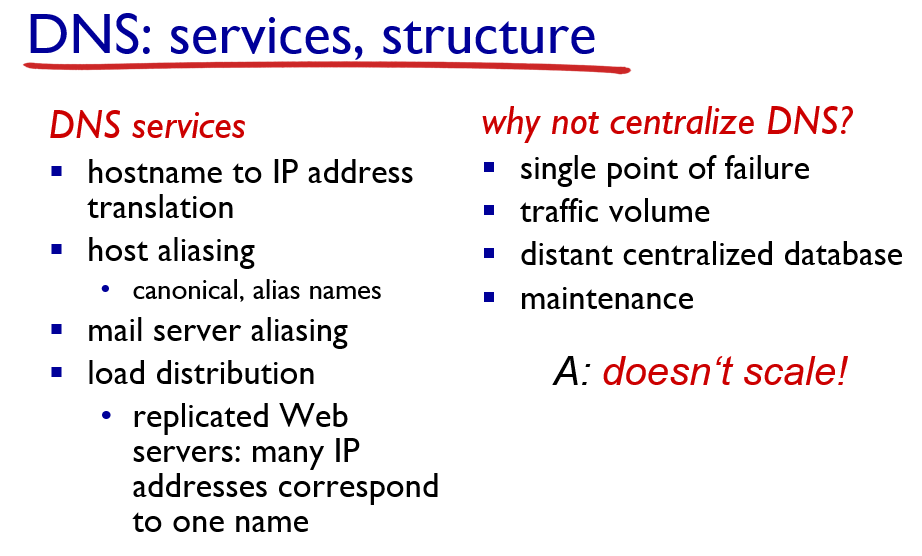 DNS: services, structure
DNS services
▪ hostname to IP address
translation
▪ host aliasing
• canonical, alias names
▪ mail server aliasing
▪ load distribution
• replicated Web
servers: many IP
addresses correspond
to one name
why not centralize DNS?
▪ single point of failure
▪ traffic volume
▪ distant centralized database
▪ maintenance
A: doesn‘t scale!